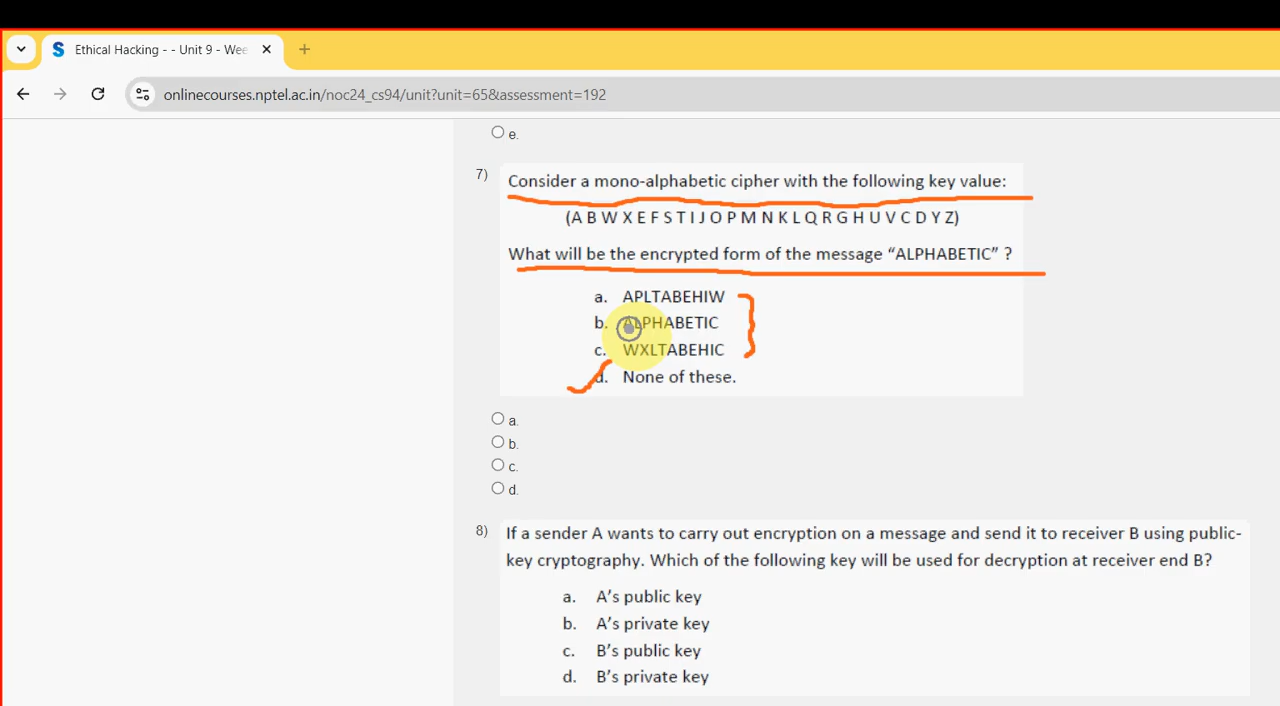 Ethical Hacking - - Unit 9 - Wee
onlinecourses.nptel.ac.in/noc24_cs94/unit?unit=65&assessment=192
e.
7) Consider a mono-alphabetic cipher with the following key value:
(A B W X E F S T I J O P M N K L Q R G H U V C D Y Z)
What will be the encrypted form of the message “ALPHABETIC” ?
a. APLTABEHIW
b. ALPHABETIC
c. WXLTABEHIC
d. None of these.
a.
b.
c.
d.
8) If a sender A wants to carry out encryption on a message and send it to receiver B using public-
key cryptography. Which of the following key will be used for decryption at receiver end B?
a. A’s public key
b. A’s private key
c. B’s public key
d. B’s private key